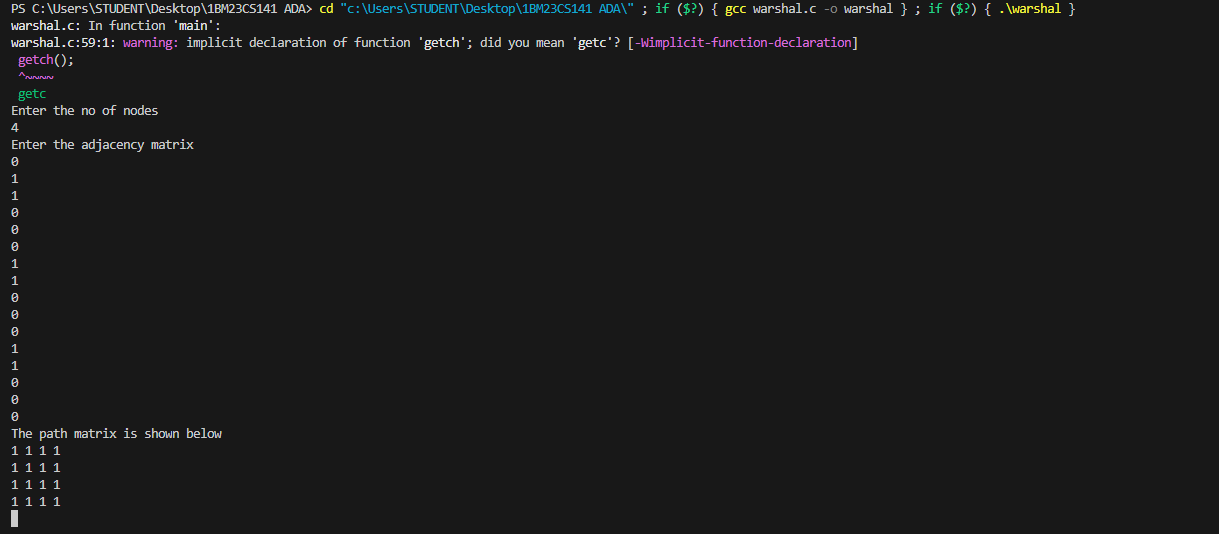 PS C:\Users\STUDENT\Desktop\1BM23CS141 ADA> cd "c:\Users\STUDENT\Desktop\1BM23CS141 ADA\" ; if ($?) { gcc warshal.c -o warshal } ; if ($?) { .\warshal }
warshal.c: In function 'main':
warshal.c:59:1: warning: implicit declaration of function 'getch'; did you mean 'getc'? [-Wimplicit-function-declaration]
 getch();
 ^~~~~
 getc
Enter the no of nodes
4
Enter the adjacency matrix
0
1
1
0
0
0
1
1
0
0
0
1
1
0
0
0
The path matrix is shown below
1 1 1 1
1 1 1 1
1 1 1 1
1 1 1 1